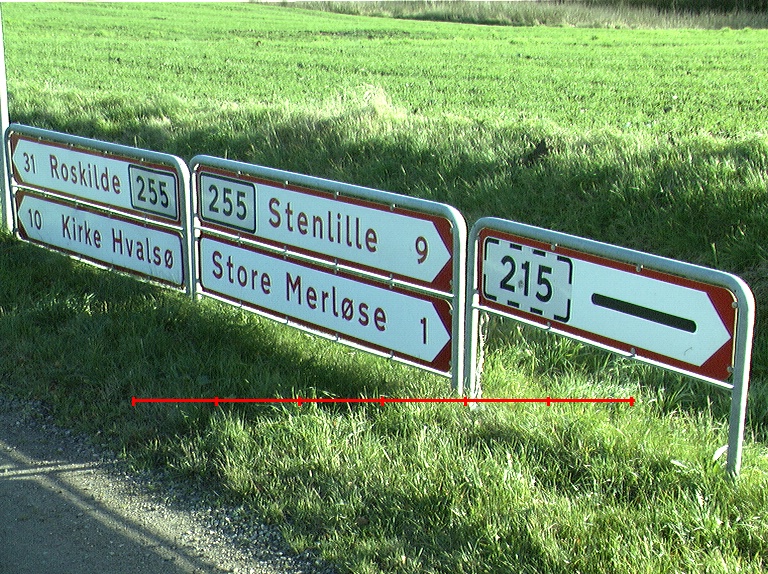 31 Roskilde 255
10 Kirke Hvalsø
255 Stenlille 9
Store Merløse 1
215